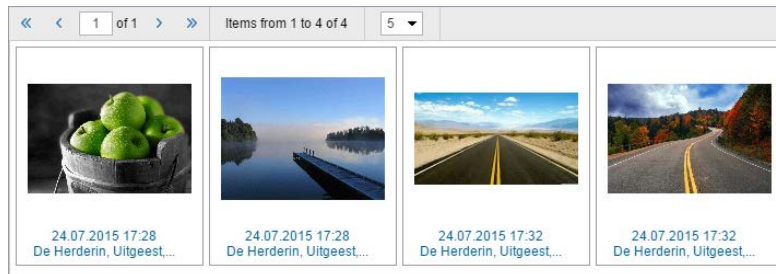 « ‹ 1 of 1 › » Items from 1 to 4 of 4 5
24.07.2015 17:28
De Herderin, Uitgeest,...
24.07.2015 17:28
De Herderin, Uitgeest,...
24.07.2015 17:32
De Herderin, Uitgeest,...
24.07.2015 17:32
De Herderin, Uitgeest,...